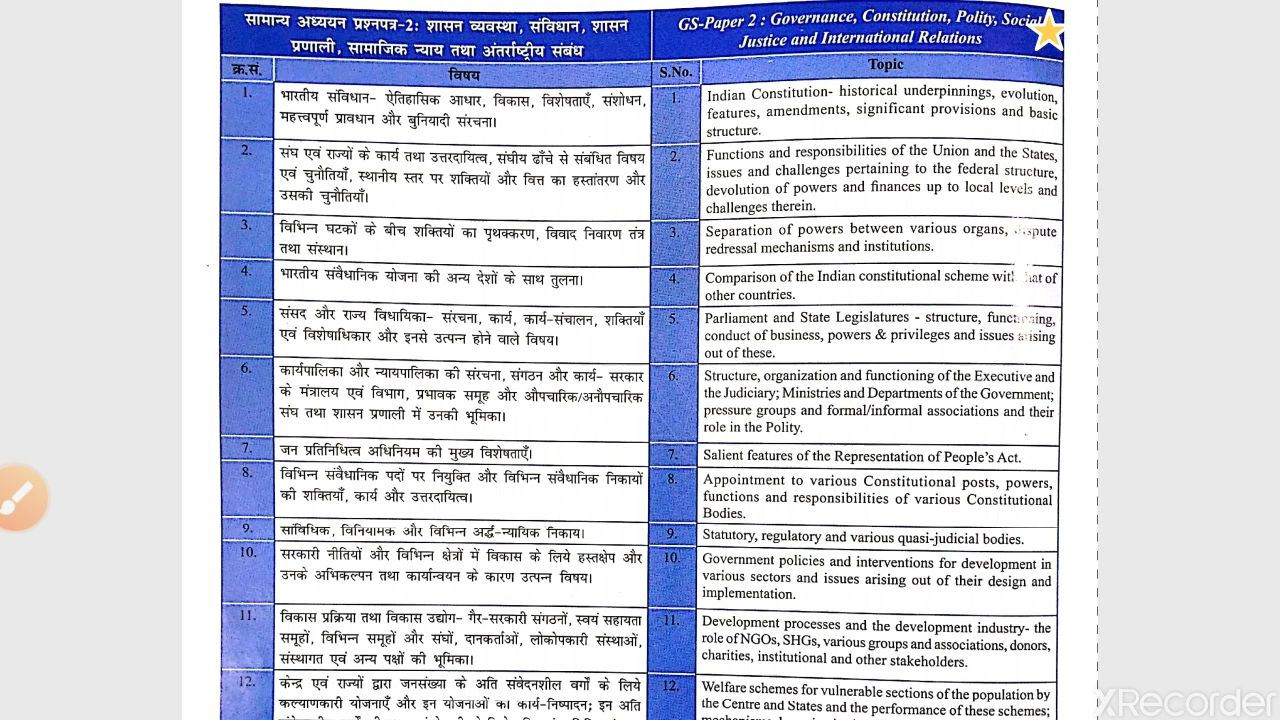 सामान्य अध्ययन प्रश्नपत्र-2: शासन व्यवस्था, संविधान, शासन
प्रणाली, सामाजिक न्याय तथा अंतर्राष्ट्रीय संबंध
क्र.सं.
विषय
1.
भारतीय संविधान- ऐतिहासिक आधार, विकास, विशेषताएँ, संशोधन,
महत्त्वपूर्ण प्रावधान और बुनियादी संरचना।
2.
संघ एवं राज्यों के कार्य तथा उत्तरदायित्व, संघीय ढाँचे से संबंधित विषय
एवं चुनौतियाँ, स्थानीय स्तर पर शक्तियों और वित्त का हस्तांतरण और
उसकी चुनौतियाँ।
3.
विभिन्न घटकों के बीच शक्तियों का पृथक्करण, विवाद निवारण तंत्र
तथा संस्थान।
4.
भारतीय संवैधानिक योजना की अन्य देशों के साथ तुलना।
5.
संसद और राज्य विधायिका- संरचना, कार्य, कार्य-संचालन, शक्तियाँ
एवं विशेषाधिकार और इनसे उत्पन्न होने वाले विषय।
6.
कार्यपालिका और न्यायपालिका की संरचना, संगठन और कार्य- सरकार
के मंत्रालय एवं विभाग, प्रभावक समूह और औपचारिक/अनौपचारिक
संघ तथा शासन प्रणाली में उनकी भूमिका।
7.
जन प्रतिनिधित्व अधिनियम की मुख्य विशेषताएँ।
8.
विभिन्न संवैधानिक पदों पर नियुक्ति और विभिन्न संवैधानिक निकायों
की शक्तियाँ, कार्य और उत्तरदायित्व।
9.
सांविधिक, विनियामक और विभिन्न अर्द्ध-न्यायिक निकाय।
10.
सरकारी नीतियों और विभिन्न क्षेत्रों में विकास के लिये हस्तक्षेप और
उनके अभिकल्पन तथा कार्यान्वयन के कारण उत्पन्न विषय।
11.
विकास प्रक्रिया तथा विकास उद्योग- गैर-सरकारी संगठनों, स्वयं सहायता
समूहों, विभिन्न समूहों और संघों, दानकर्ताओं, लोकोपकारी संस्थाओं,
संस्थागत एवं अन्य पक्षों की भूमिका।
12.
केन्द्र एवं राज्यों द्वारा जनसंख्या के अति संवेदनशील वर्गों के लिये
कल्याणकारी योजनाएँ और इन योजनाओं का कार्य-निष्पादन; इन अति
GS-Paper 2 : Governance, Constitution, Polity, Social
Justice and International Relations
S.No.
Topic
1.
Indian Constitution- historical underpinnings, evolution,
features, amendments, significant provisions and basic
structure.
2.
Functions and responsibilities of the Union and the States,
issues and challenges pertaining to the federal structure,
devolution of powers and finances up to local levels and
challenges therein.
3.
Separation of powers between various organs,
redressal mechanisms and institutions.
4.
Comparison of the Indian constitutional scheme of
other countries.
5.
Parliament and State Legislatures - structure,
conduct of business, powers & privileges and issues arising
out of these.
6.
Structure, organization and functioning of the Executive and
the Judiciary; Ministries and Departments of the Government;
pressure groups and formal/informal associations and their
role in the Polity.
7.
Salient features of the Representation of People's Act.
8.
Appointment to various Constitutional posts, powers,
functions and responsibilities of various Constitutional
Bodies.
9.
Statutory, regulatory and various quasi-judicial bodies.
10.
Government policies and interventions for development in
various sectors and issues arising out of their design and
implementation.
11.
Development processes and the development industry- the
role of NGOs, SHGs, various groups and associations, donors,
charities, institutional and other stakeholders.
12.
Welfare schemes for vulnerable sections of the population by
the Centre and States and the performance of these schemes;
XRecorder